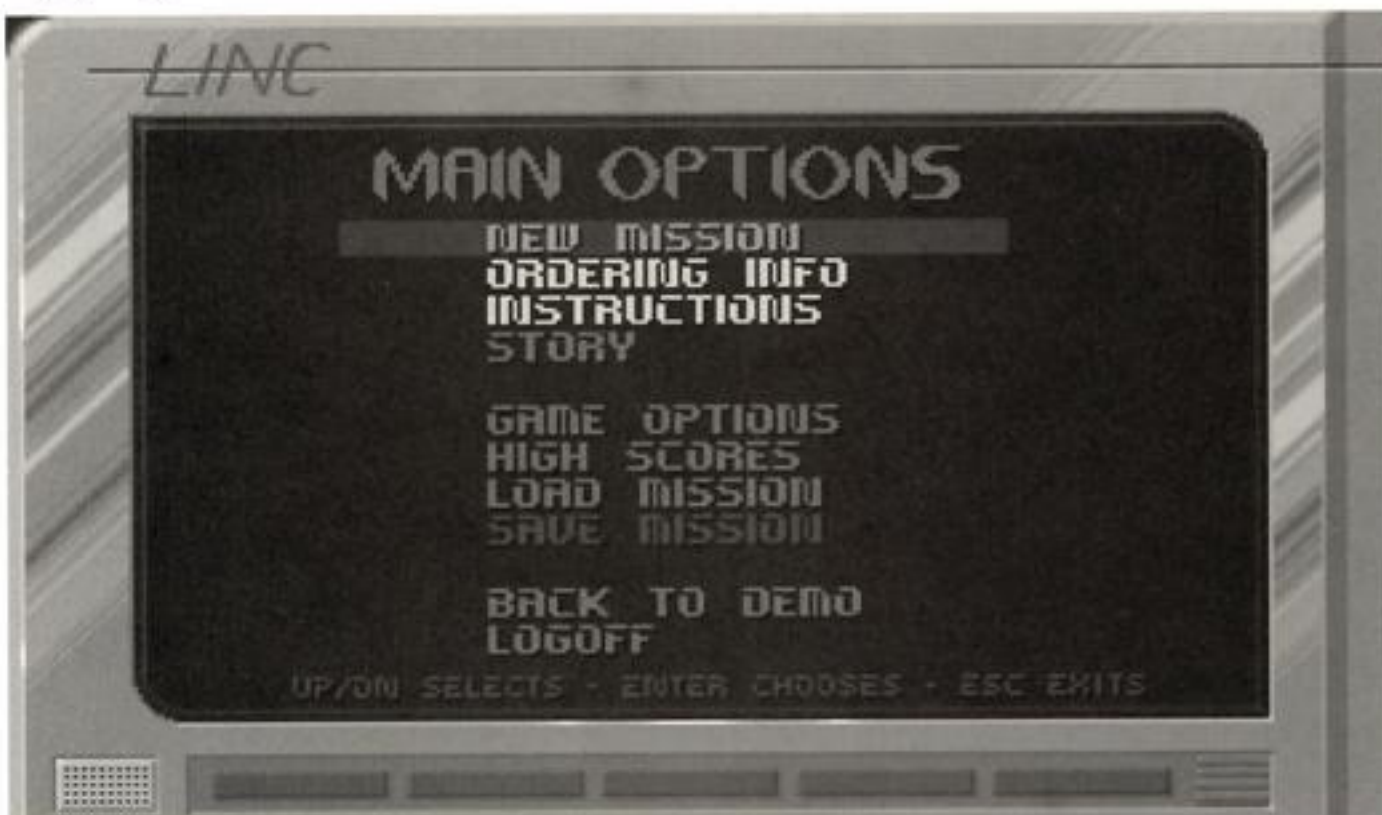 LINC
MAIN OPTIONS
NEW MISSION
ORDERING INFO
INSTRUCTIONS
STORY
GAME OPTIONS
HIGH SCORES
LOAD MISSION
SAVE MISSION
BACK TO DEMO
LOGOFF
UP/DN SELECTS - ENTER CHOOSES - ESC EXITS